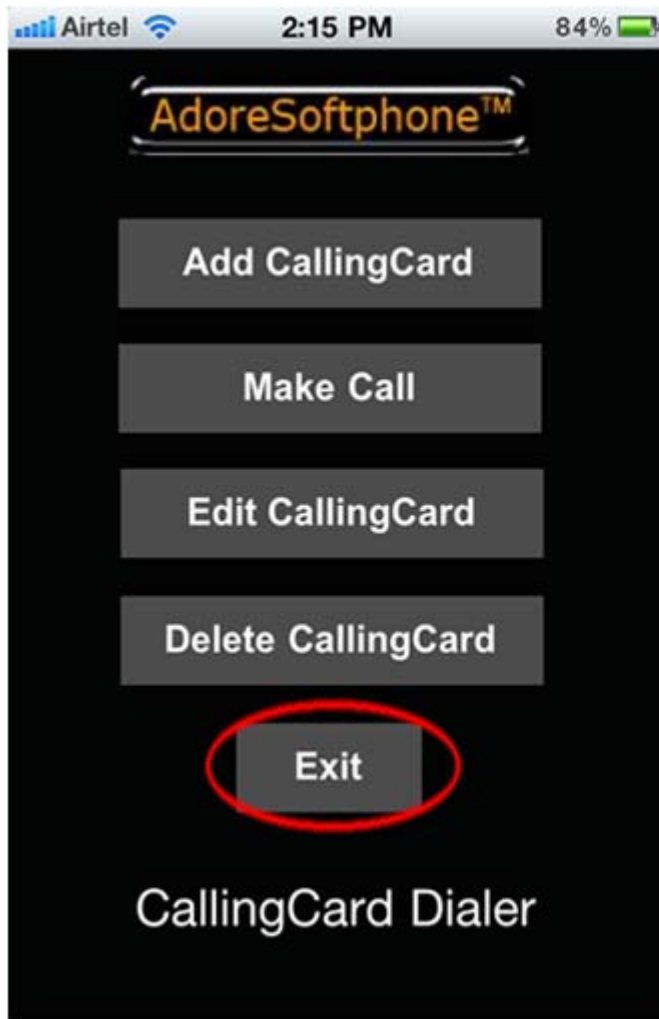 Airtel 2:15 PM 84%
AdoreSoftphone™
Add CallingCard
Make Call
Edit CallingCard
Delete CallingCard
Exit
CallingCard Dialer